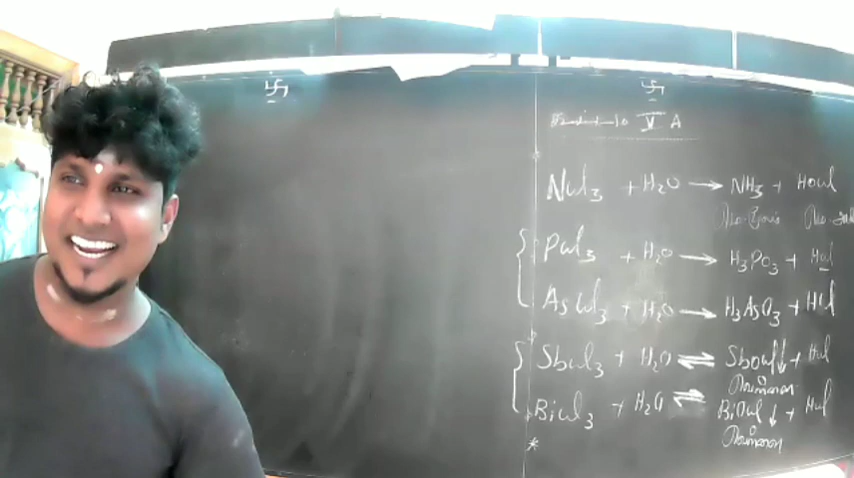 卐
卐
V A
NCl3 + H2O → NH3 + HOCl
PCl3 + H2O → H3PO3 + HCl
AsCl3 + H2O → H3AsO3 + HCl
SbCl3 + H2O ⇌ SbOCl↓ + HCl
BiCl3 + H2O ⇌ BiOCl↓ + HCl
*